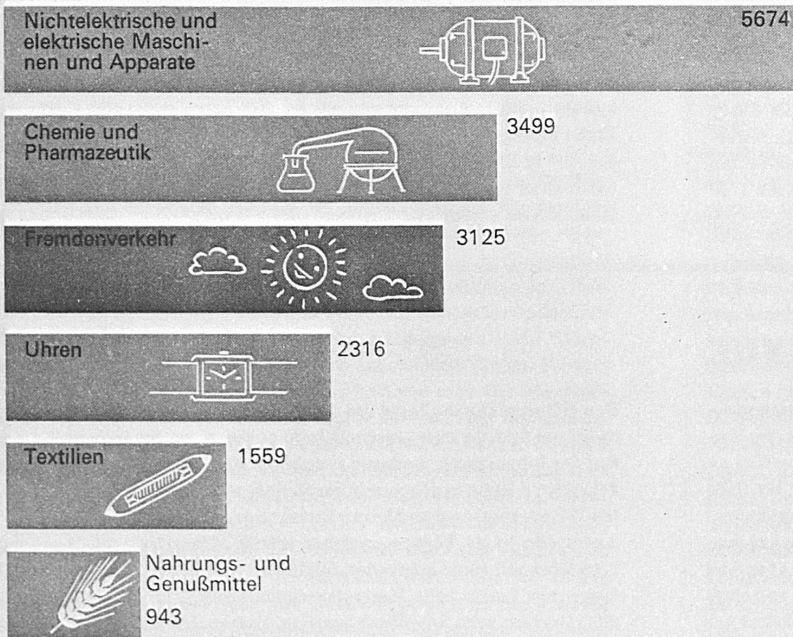 Nichtelektrische und
elektrische Maschi-
nen und Apparate
5674
Chemie und
Pharmazeutik
3499
Fremdenverkehr
3125
Uhren
2316
Textilien
1559
Nahrungs- und
Genußmittel
943